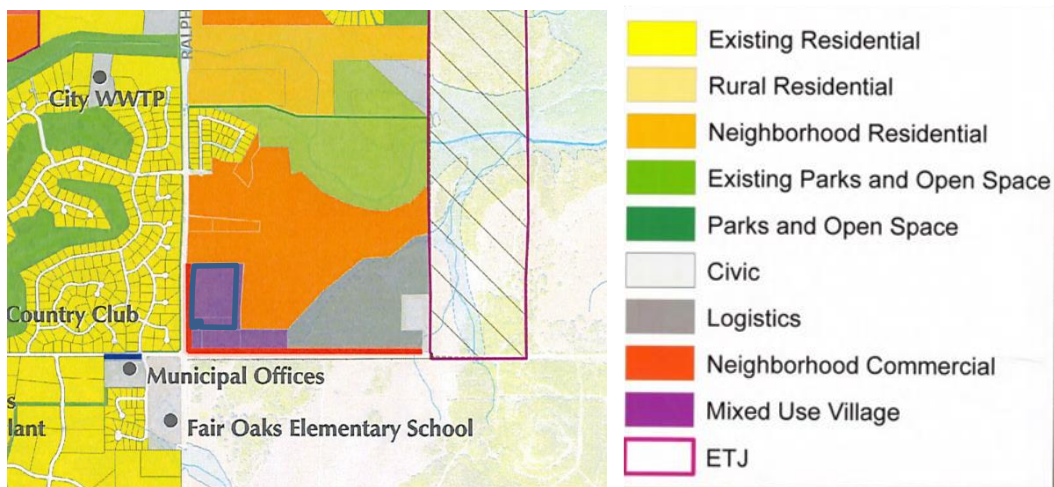 RALPH
City WWTP
Country Club
Municipal Offices
s
lant
Fair Oaks Elementary School
Existing Residential
Rural Residential
Neighborhood Residential
Existing Parks and Open Space
Parks and Open Space
Civic
Logistics
Neighborhood Commercial
Mixed Use Village
ETJ